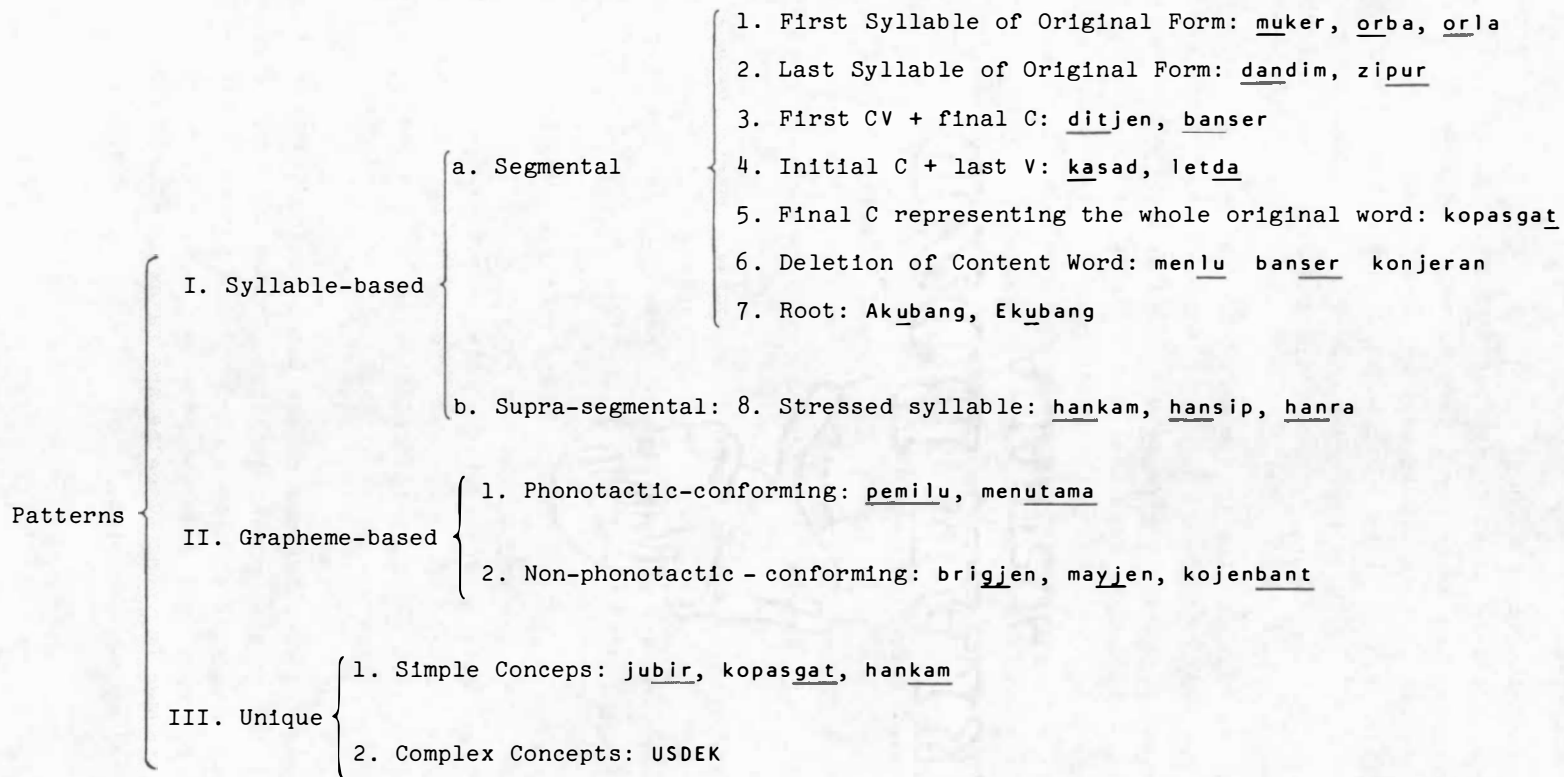 1. First Syllable of Original Form: muker, orba, orla
2. Last Syllable of Original Form: dandim, zipur
3. First CV + final C: ditjen, banser
a. Segmental
4. Initial C + last V: kasad, letda
5. Final C representing the whole original word: kopasgat
I. Syllable-based
6. Deletion of Content Word: menlu banser konjeran
7. Root: Akubang, Ekubang
b. Supra-segmental: 8. Stressed syllable: hankam, hansip, hanra
Patterns
II. Grapheme-based
1. Phonotactic-conforming: pemilu, menutama
2. Non-phonotactic - conforming: brigjen, mayjen, kojenbant
III. Unique
1. Simple Conceps: jubir, kopasgat, hankam
2. Complex Concepts: USDEK